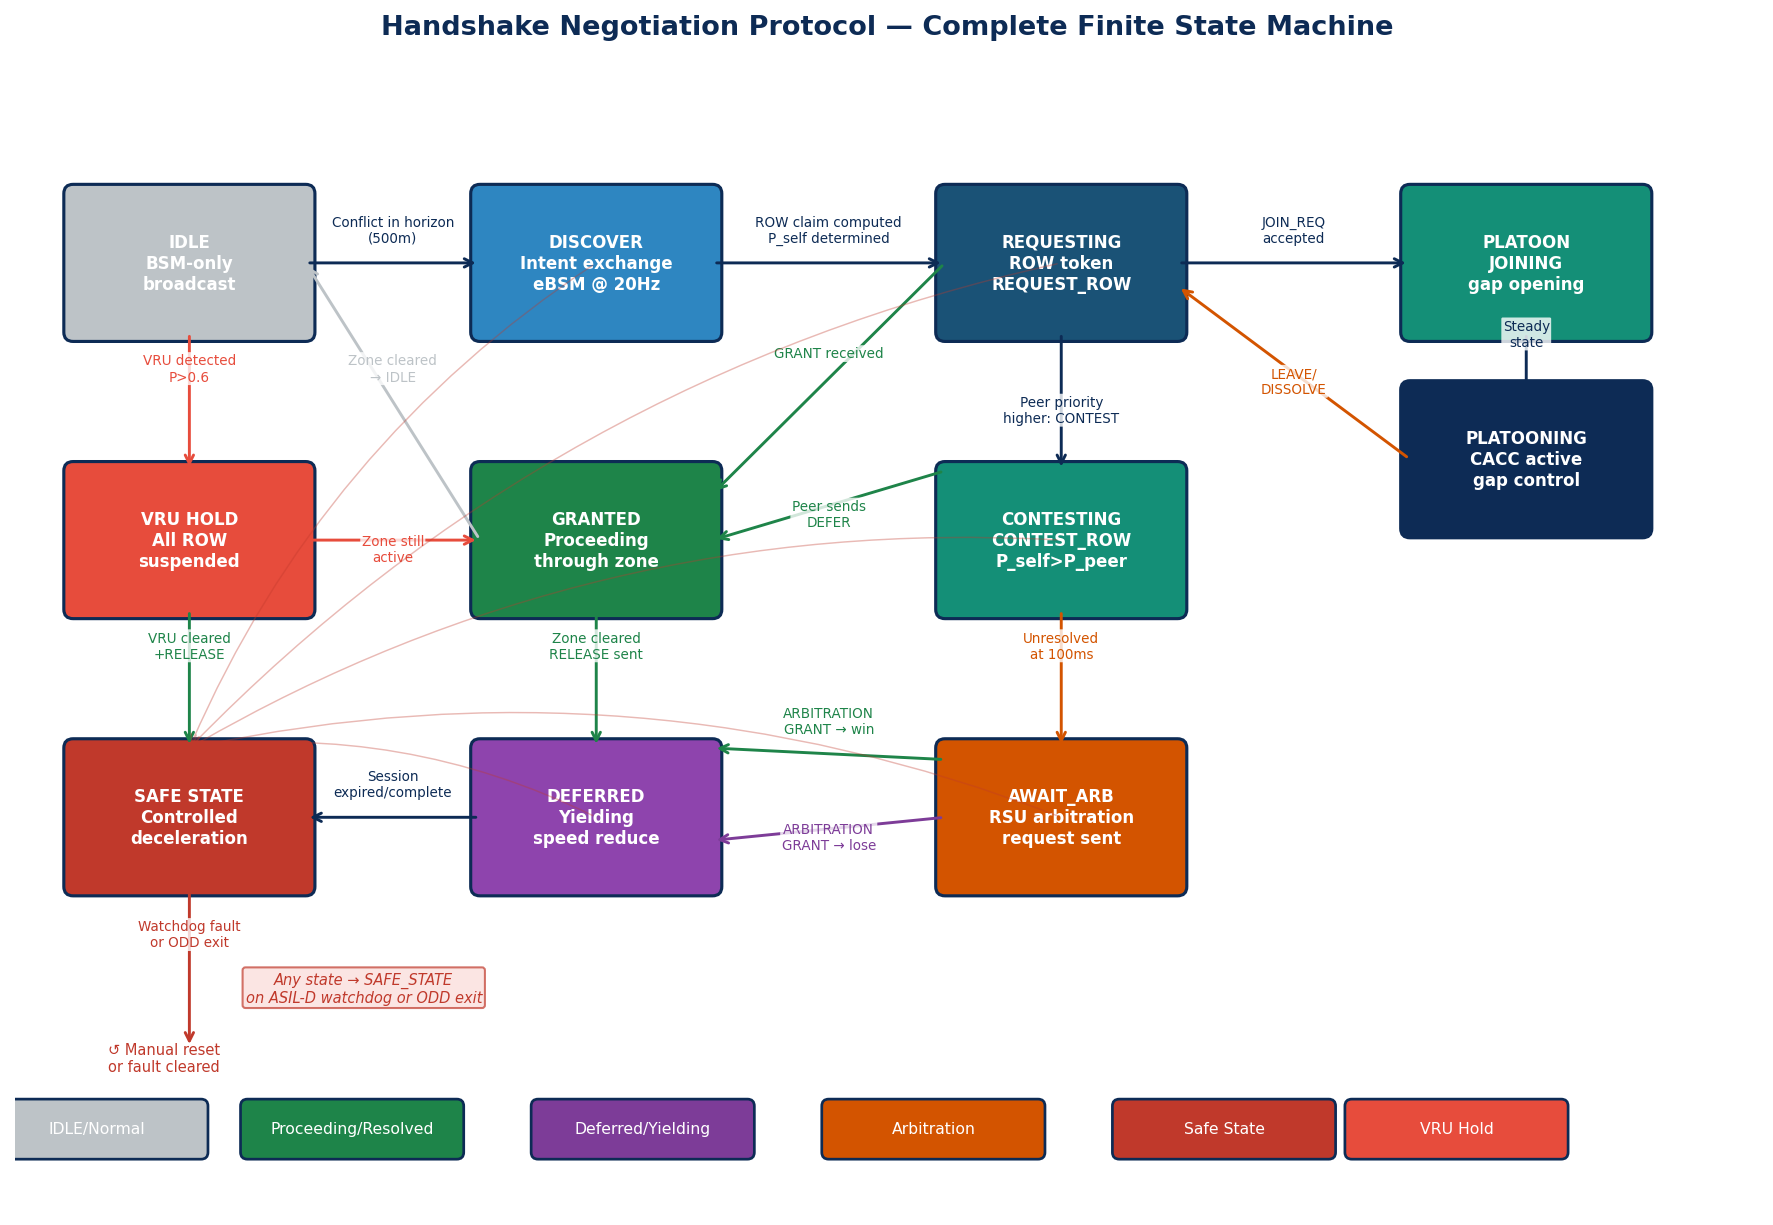 Handshake Negotiation Protocol — Complete Finite State Machine
IDLE
BSM-only
broadcast
Conflict in horizon
(500m)
DISCOVER
Intent exchange
eBSM @ 20Hz
ROW claim computed
P_self determined
REQUESTING
ROW token
REQUEST_ROW
JOIN_REQ
accepted
PLATOON
JOINING
gap opening
Steady
state
VRU detected
P>0.6
Zone cleared
→ IDLE
GRANT received
Peer priority
higher: CONTEST
LEAVE/
DISSOLVE
PLATOONING
CACC active
gap control
VRU HOLD
All ROW
suspended
Zone still
active
GRANTED
Proceeding
through zone
Peer sends
DEFER
CONTESTING
CONTEST_ROW
P_self>P_peer
VRU cleared
+RELEASE
Zone cleared
RELEASE sent
Unresolved
at 100ms
ARBITRATION
GRANT → win
SAFE STATE
Controlled
deceleration
Session
expired/complete
DEFERRED
Yielding
speed reduce
ARBITRATION
GRANT → lose
AWAIT_ARB
RSU arbitration
request sent
Watchdog fault
or ODD exit
Any state → SAFE_STATE
on ASIL-D watchdog or ODD exit
↺ Manual reset
or fault cleared
IDLE/Normal
Proceeding/Resolved
Deferred/Yielding
Arbitration
Safe State
VRU Hold